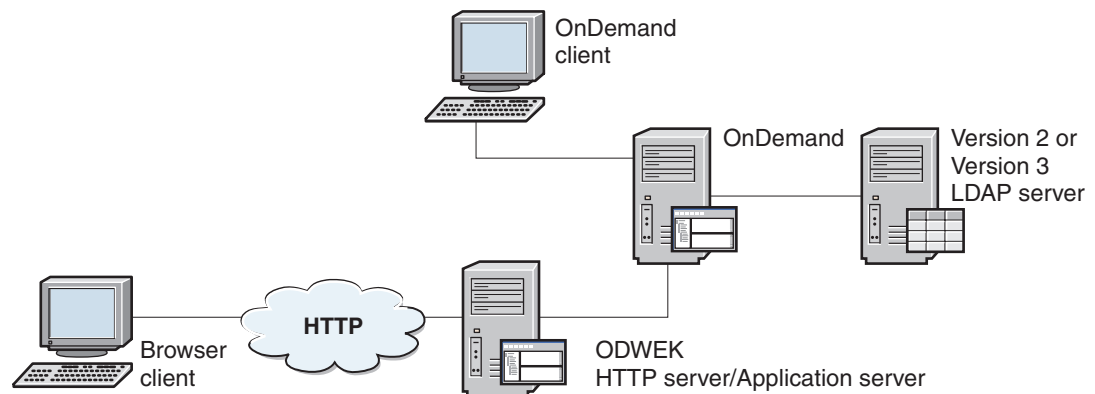 OnDemand
client
OnDemand
Version 2 or
Version 3
LDAP server
Browser
client
HTTP
ODWEK
HTTP server/Application server